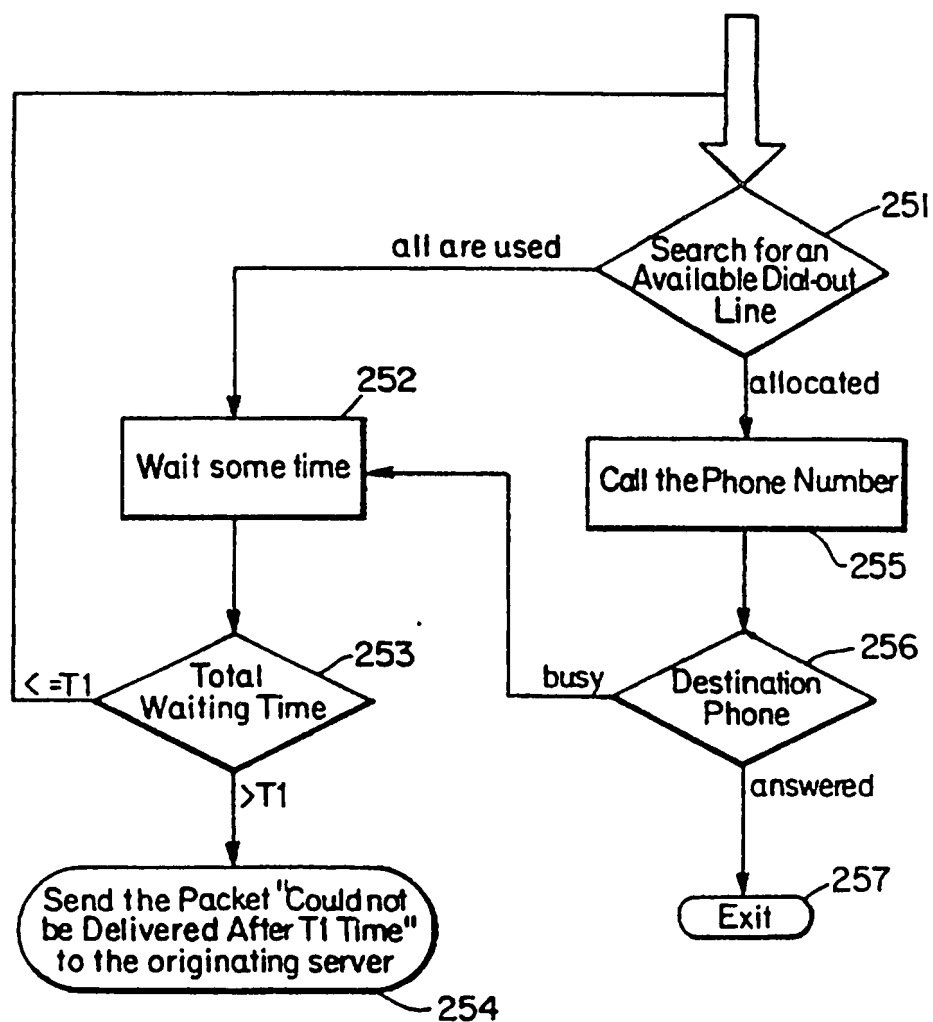 251
Search for an
Available Dial-out
Line
all are used
allocated
252
Wait some time
Call the Phone Number
255
253
Total
Waiting Time
< =T1
>T1
256
Destination
Phone
busy
answered
Send the Packet "Could not
be Delivered After T1 Time"
to the originating server
254
257
Exit